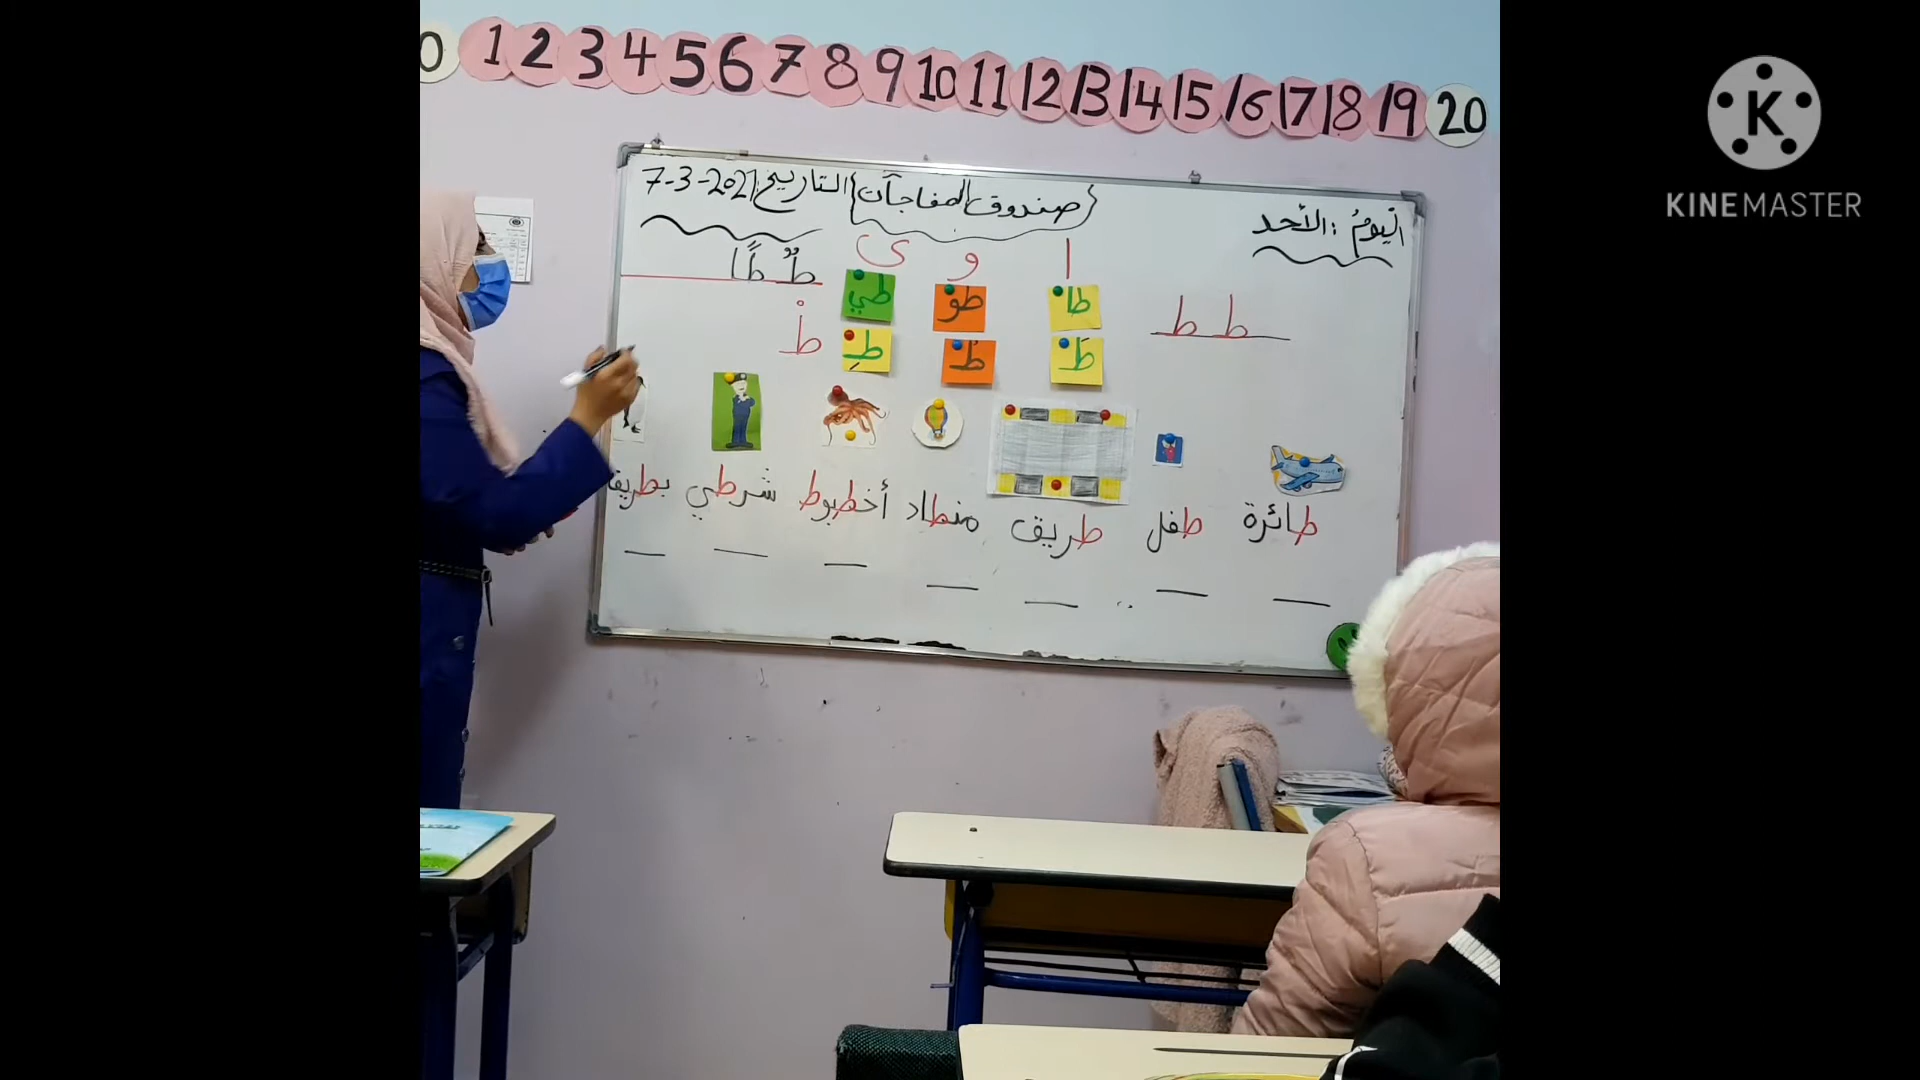 0 1 2 3 4 5 6 7 8 9 10 11 12 13 14 15 16 17 18 19 20
اليومُ : الأحد {صندوق المفاجآت} التاريخ 2021-3-7
ا و ى
طٌ طًا
ط ط
طا طو طي
طَ طُ طِ
طْ
طائرة طفل طريق منطاد أخطبوط شرطي بطريق
K
KINEMASTER